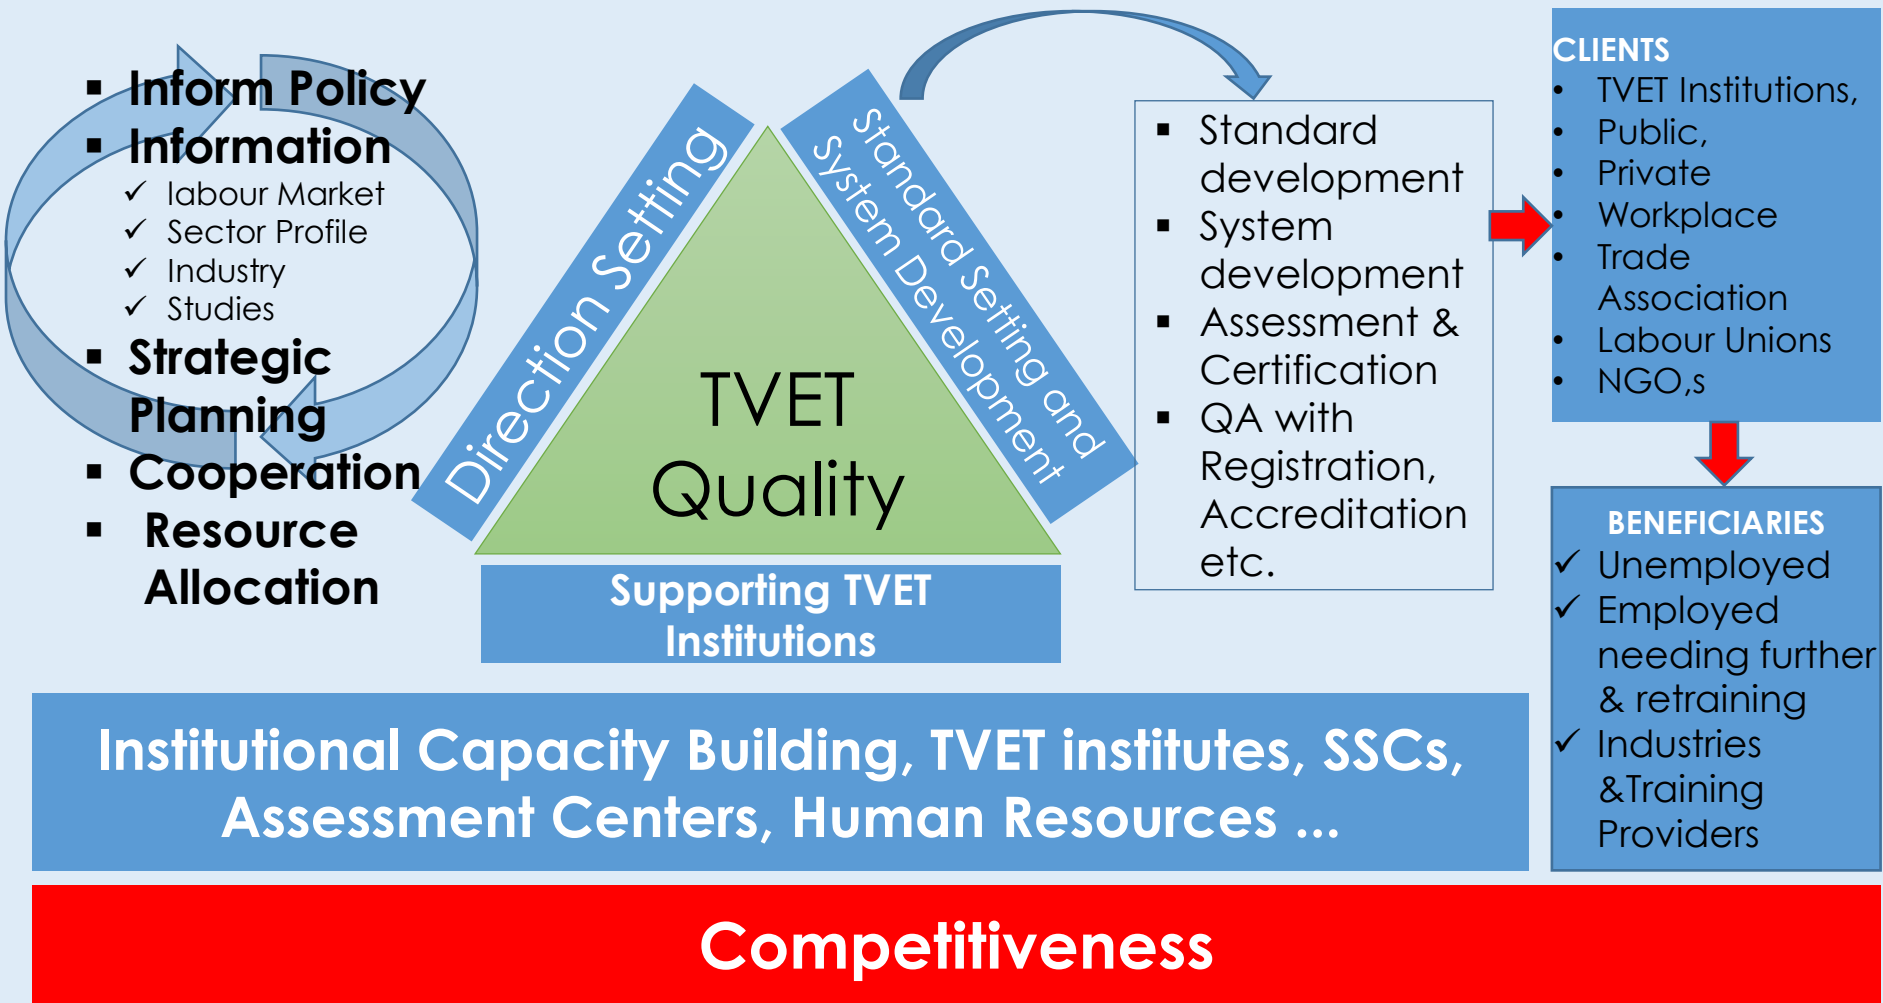 ▪ Inform Policy
▪ Information
✓ labour Market
✓ Sector Profile
✓ Industry
✓ Studies
▪ Strategic
Planning
▪ Cooperation
▪ Resource
Allocation
Direction Setting
Standard Setting and
System Development
TVET
Quality
Supporting TVET
Institutions
▪ Standard
development
▪ System
development
▪ Assessment &
Certification
▪ QA with
Registration,
Accreditation
etc.
CLIENTS
• TVET Institutions,
• Public,
• Private
• Workplace
• Trade
Association
• Labour Unions
• NGO,s
BENEFICIARIES
✓ Unemployed
✓ Employed
needing further
& retraining
✓ Industries
&Training
Providers
Institutional Capacity Building, TVET institutes, SSCs,
Assessment Centers, Human Resources ...
Competitiveness